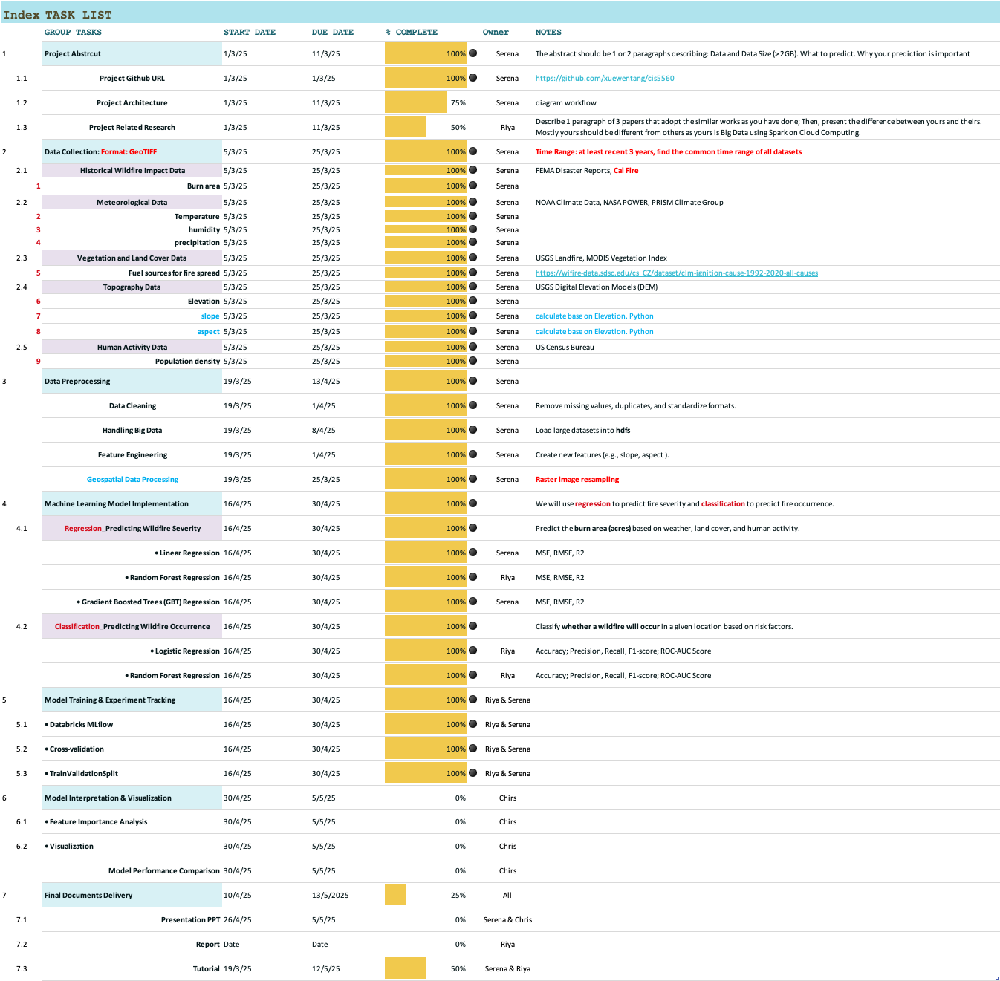 Index TASK LIST
GROUP TASKS START DATE DUE DATE % COMPLETE Owner NOTES
1 Project Abstrcut 1/3/25 11/3/25 100% Serena The abstract should be 1 or 2 paragraphs describing: Data and Data Size (> 2GB). What to predict. Why your prediction is important
1.1 Project Github URL 1/3/25 1/3/25 100% Serena https://github.com/xuewentang/cis5560
1.2 Project Architecture 1/3/25 11/3/25 75% Serena diagram workflow
1.3 Project Related Research 1/3/25 11/3/25 50% Riya Describe 1 paragraph of 3 papers that adopt the similar works as you have done; Then, present the difference between yours and theirs.
Mostly yours should be different from others as yours is Big Data using Spark on Cloud Computing.
2 Data Collection: Format: GeoTIFF 5/3/25 25/3/25 100% Serena Time Range: at least recent 3 years, find the common time range of all datasets
2.1 Historical Wildfire Impact Data 5/3/25 25/3/25 100% Serena FEMA Disaster Reports, Cal Fire
1 Burn area 5/3/25 25/3/25 100% Serena
2.2 Meteorological Data 5/3/25 25/3/25 100% Serena NOAA Climate Data, NASA POWER, PRISM Climate Group
2 Temperature 5/3/25 25/3/25 100% Serena
3 humidity 5/3/25 25/3/25 100% Serena
4 precipitation 5/3/25 25/3/25 100% Serena
2.3 Vegetation and Land Cover Data 5/3/25 25/3/25 100% Serena USGS Landfire, MODIS Vegetation Index
5 Fuel sources for fire spread 5/3/25 25/3/25 100% Serena https://wifire-data.sdsc.edu/cs_CZ/dataset/clm-ignition-cause-1992-2020-all-causes
2.4 Topography Data 5/3/25 25/3/25 100% Serena USGS Digital Elevation Models (DEM)
6 Elevation 5/3/25 25/3/25 100% Serena
7 slope 5/3/25 25/3/25 100% Serena calculate base on Elevation. Python
8 aspect 5/3/25 25/3/25 100% Serena calculate base on Elevation. Python
2.5 Human Activity Data 5/3/25 25/3/25 100% Serena US Census Bureau
9 Population density 5/3/25 25/3/25 100% Serena
3 Data Preprocessing 19/3/25 13/4/25 100% Serena
Data Cleaning 19/3/25 1/4/25 100% Serena Remove missing values, duplicates, and standardize formats.
Handling Big Data 19/3/25 8/4/25 100% Serena Load large datasets into hdfs
Feature Engineering 19/3/25 1/4/25 100% Serena Create new features (e.g., slope, aspect ).
Geospatial Data Processing 19/3/25 25/3/25 100% Serena Raster image resampling
4 Machine Learning Model Implementation 16/4/25 30/4/25 100% We will use regression to predict fire severity and classification to predict fire occurrence.
4.1 Regression_Predicting Wildfire Severity 16/4/25 30/4/25 100% Predict the burn area (acres) based on weather, land cover, and human activity.
• Linear Regression 16/4/25 30/4/25 100% Serena MSE, RMSE, R2
• Random Forest Regression 16/4/25 30/4/25 100% Riya MSE, RMSE, R2
• Gradient Boosted Trees (GBT) Regression 16/4/25 30/4/25 100% Serena MSE, RMSE, R2
4.2 Classification_Predicting Wildfire Occurrence 16/4/25 30/4/25 100% Classify whether a wildfire will occur in a given location based on risk factors.
• Logistic Regression 16/4/25 30/4/25 100% Riya Accuracy; Precision, Recall, F1-score; ROC-AUC Score
• Random Forest Regression 16/4/25 30/4/25 100% Riya Accuracy; Precision, Recall, F1-score; ROC-AUC Score
5 Model Training & Experiment Tracking 16/4/25 30/4/25 100% Riya & Serena
5.1 • Databricks MLflow 16/4/25 30/4/25 100% Riya & Serena
5.2 • Cross-validation 16/4/25 30/4/25 100% Riya & Serena
5.3 • TrainValidationSplit 16/4/25 30/4/25 100% Riya & Serena
6 Model Interpretation & Visualization 30/4/25 5/5/25 0% Chirs
6.1 • Feature Importance Analysis 30/4/25 5/5/25 0% Chirs
6.2 • Visualization 30/4/25 5/5/25 0% Chris
Model Performance Comparison 30/4/25 5/5/25 0% Chirs
7 Final Documents Delivery 10/4/25 13/5/2025 25% All
7.1 Presentation PPT 26/4/25 5/5/25 0% Serena & Chris
7.2 Report Date Date 0% Riya
7.3 Tutorial 19/3/25 12/5/25 50% Serena & Riya